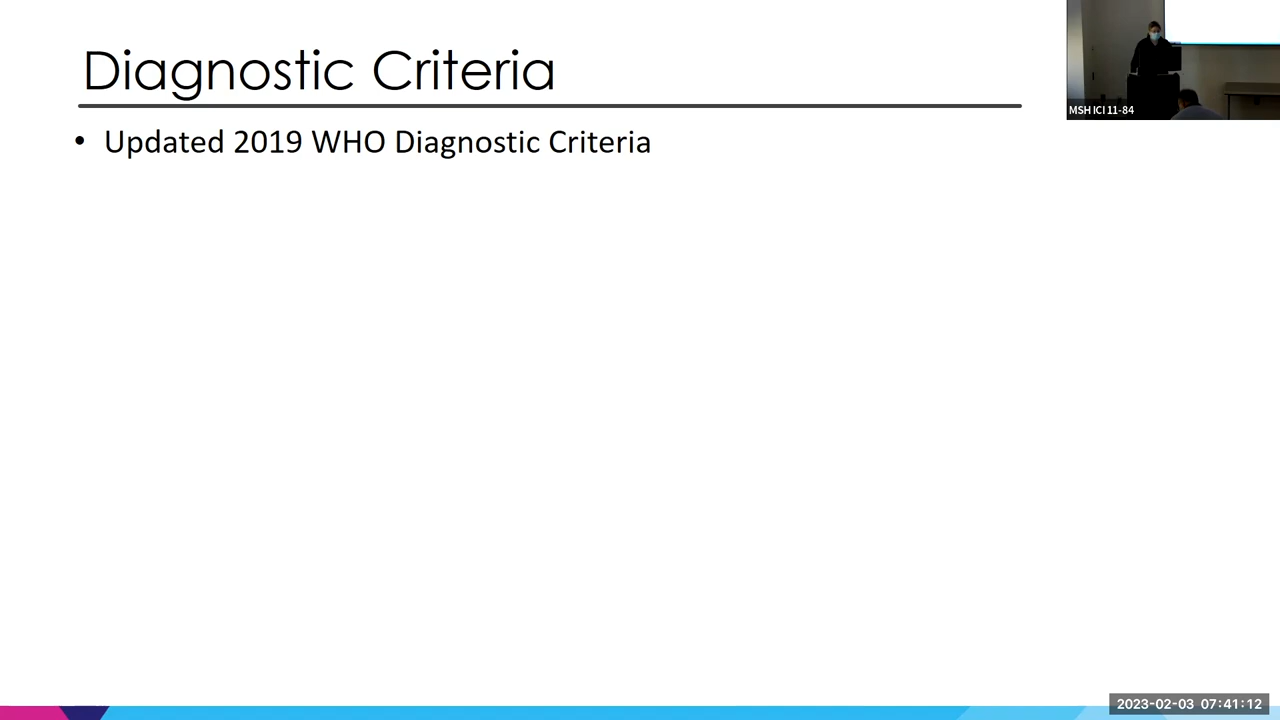 Diagnostic Criteria
MSH ICI 11-84
• Updated 2019 WHO Diagnostic Criteria
2023-02-03 07:41:12